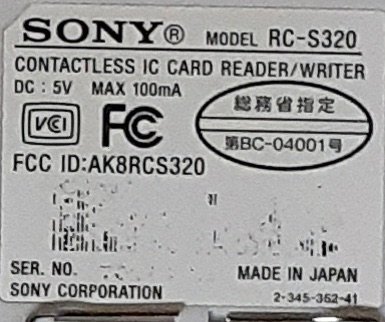 SONY® MODEL RC-S320
CONTACTLESS IC CARD READER/WRITER
DC : 5V MAX 100mA
VCI FC
総務省指定
第BC-04001号
FCC ID:AK8RCS320
SER. NO.
MADE IN JAPAN
SONY CORPORATION
2-345-352-41